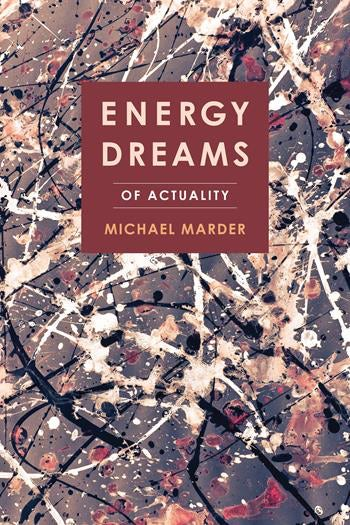 ENERGY
DREAMS
OF ACTUALITY
MICHAEL MARDER